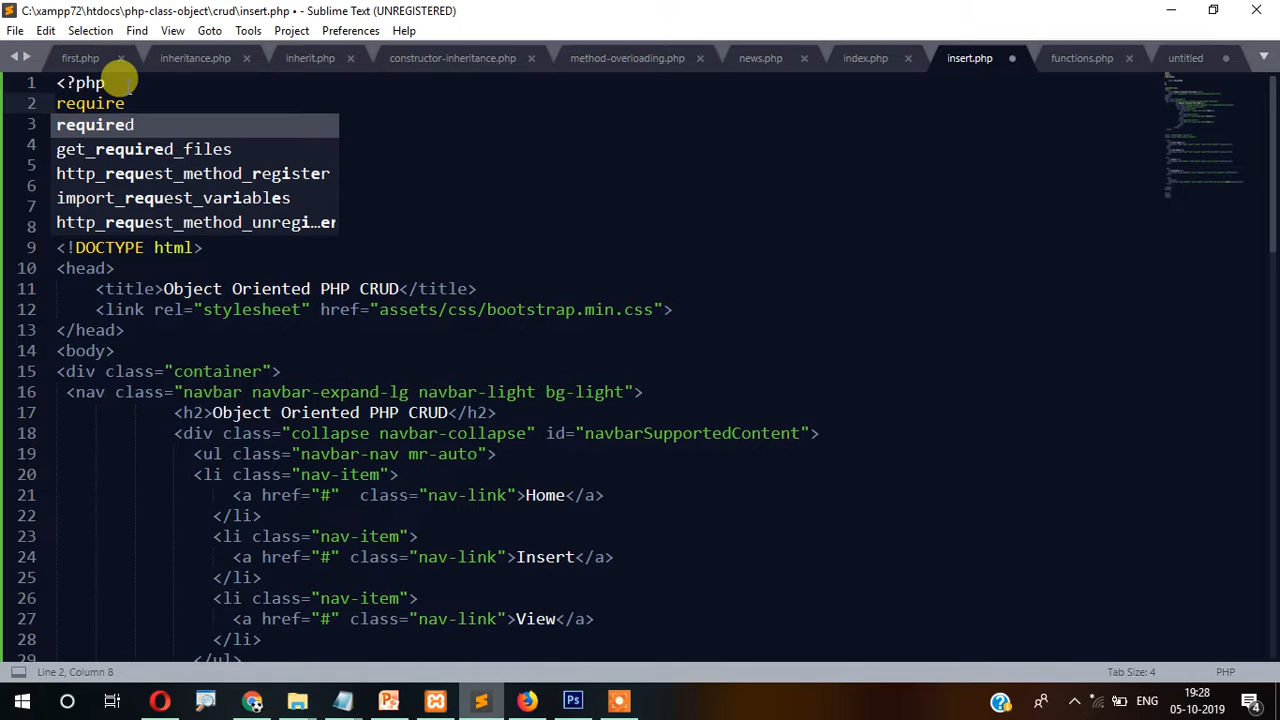 C:\xampp72\htdocs\php-class-object\crud\insert.php • - Sublime Text (UNREGISTERED)
File Edit Selection View Goto Tools Project Preferences Help
first.php inheritance.php inherit.php constructor-inheritance.php method-overloading.php news.php index.php insert.php functions.php untitled
1 <?php
2 require
3 required
4 get_required_files
5 http_request_method_register
6 import_request_variables
7
8 http_request_method_unregi...er
9 <!DOCTYPE html>
10 <head>
11 <title>Object Oriented PHP CRUD</title>
12 <link rel="stylesheet" href="assets/css/bootstrap.min.css">
13 </head>
14 <body>
15 <div class="container">
16 <nav class="navbar navbar-expand-lg navbar-light bg-light">
17 <h2>Object Oriented PHP CRUD</h2>
18 <div class="collapse navbar-collapse" id="navbarSupportedContent">
19 <ul class="navbar-nav mr-auto">
20 <li class="nav-item">
21 <a href="#"  class="nav-link">Home</a>
22 </li>
23 <li class="nav-item">
24 <a href="#" class="nav-link">Insert</a>
25 </li>
26 <li class="nav-item">
27 <a href="#" class="nav-link">View</a>
28 </li>
29 </ul>
Line 2, Column 8 Tab Size: 4 PHP
ENG 19:28
05-10-2019 4